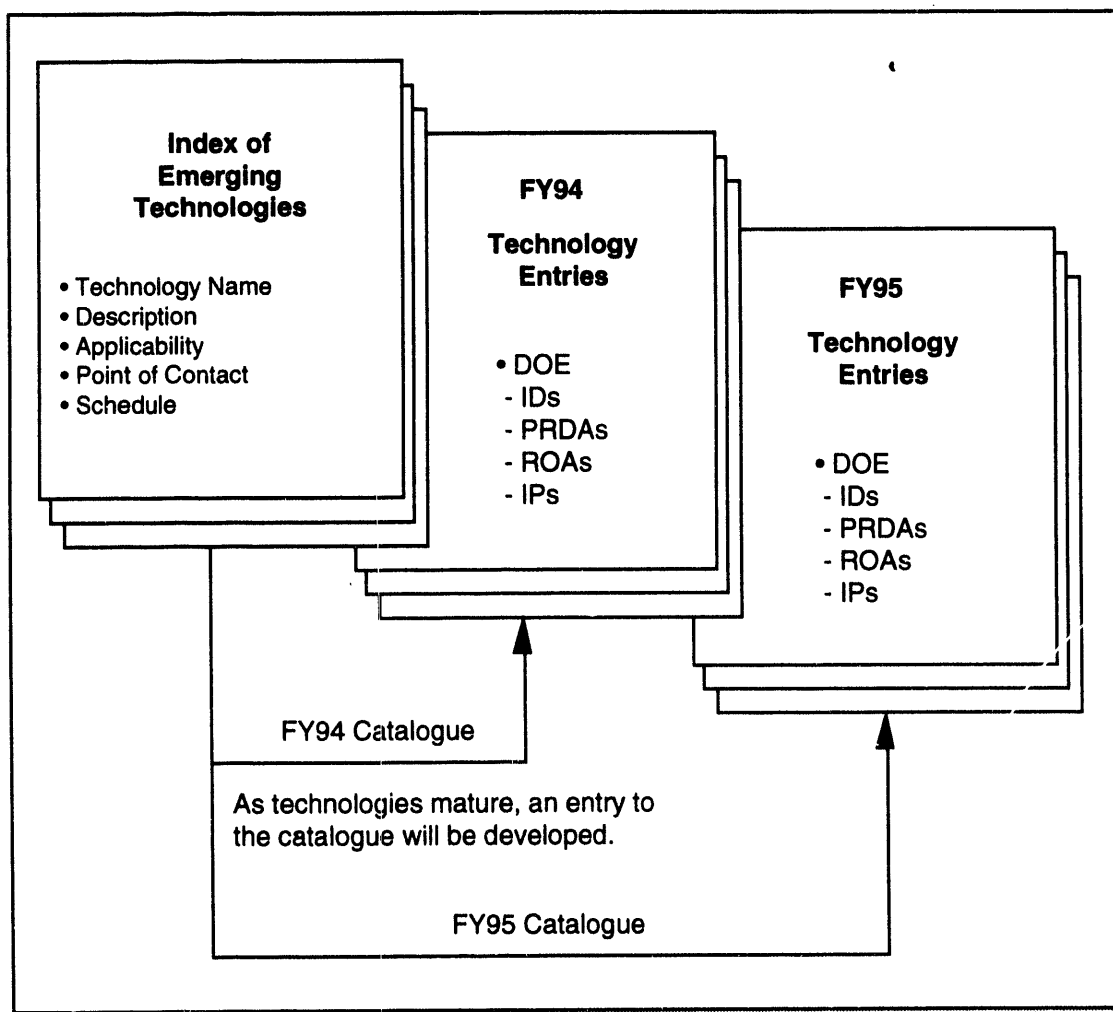 Index of
Emerging
Technologies
• Technology Name
• Description
• Applicability
• Point of Contact
• Schedule
FY94
Technology
Entries
• DOE
- IDs
- PRDAs
- ROAs
- IPs
FY95
Technology
Entries
• DOE
- IDs
- PRDAs
- ROAs
- IPs
FY94 Catalogue
As technologies mature, an entry to
the catalogue will be developed.
FY95 Catalogue